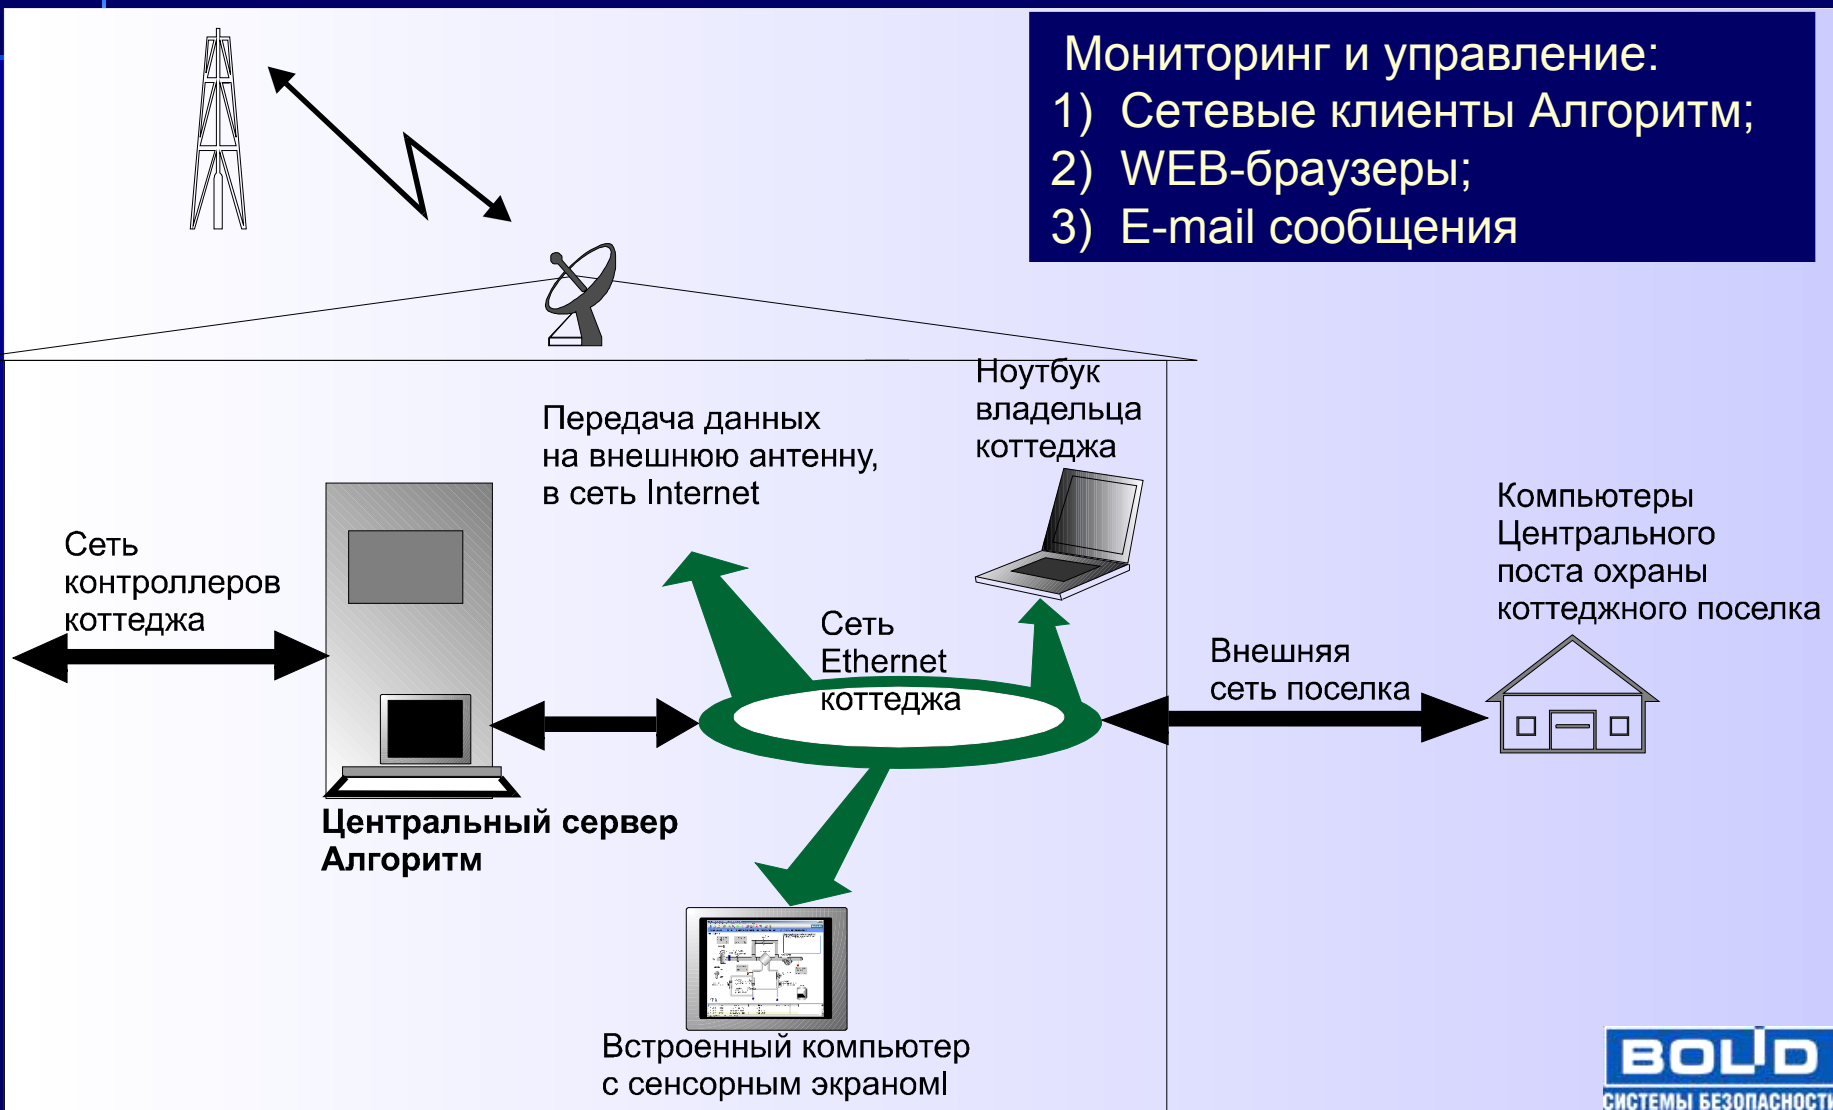 Мониторинг и управление:
1) Сетевые клиенты Алгоритм;
2) WEB-браузеры;
3) E-mail сообщения
Ноутбук
владельца
коттеджа
Передача данных
на внешнюю антенну,
в сеть Internet
Компьютеры
Центрального
поста охраны
коттеджного поселка
Сеть
контроллеров
коттеджа
Сеть
Ethernet
коттеджа
Внешняя
сеть поселка
Центральный сервер
Алгоритм
Встроенный компьютер
с сенсорным экраномl
BOLID
СИСТЕМЫ БЕЗОПАСНОСТИ